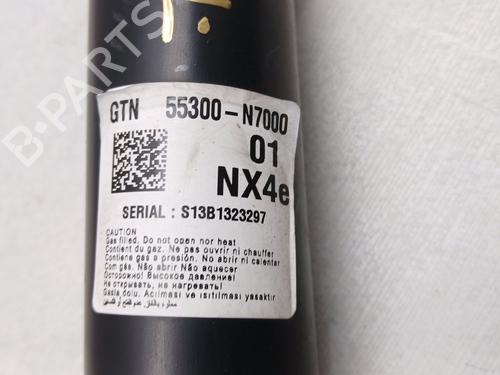 GTN 55300-N7000
01
NX4e
SERIAL : S13B1323297
CAUTION
Gas filled. Do not open nor heat
Contient du gaz. Ne pas ouvrir ni chauffer
Contiene gas a presión. No abrir ni calentar
Com gás. Não abrir Não aquecer
Осторожно! Высокое давление!
Не открывать, не нагревать!
Gasla dolu. Açılması ve ısıtılması yasaktır
B-PARTS